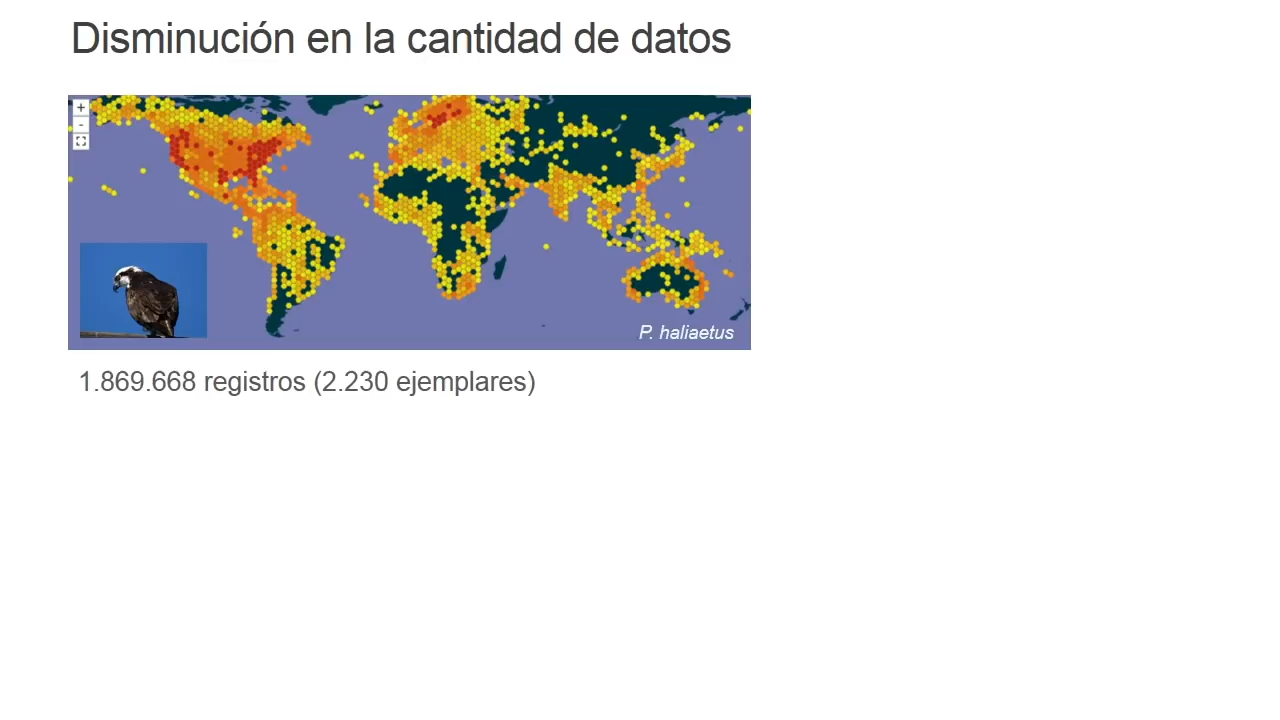 Disminución en la cantidad de datos
+
-
P. haliaetus
1.869.668 registros (2.230 ejemplares)